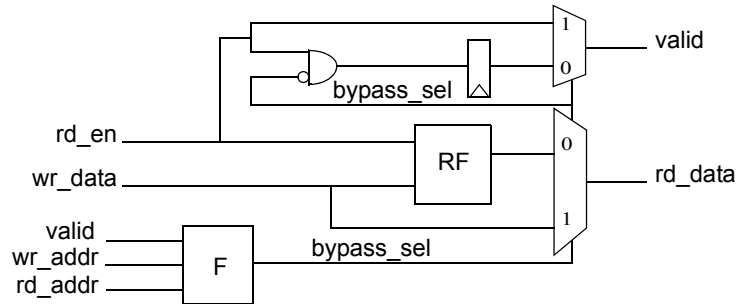 1
valid
0
bypass_sel
rd_en
0
RF
wr_data
rd_data
1
valid
bypass_sel
wr_addr
F
rd_addr